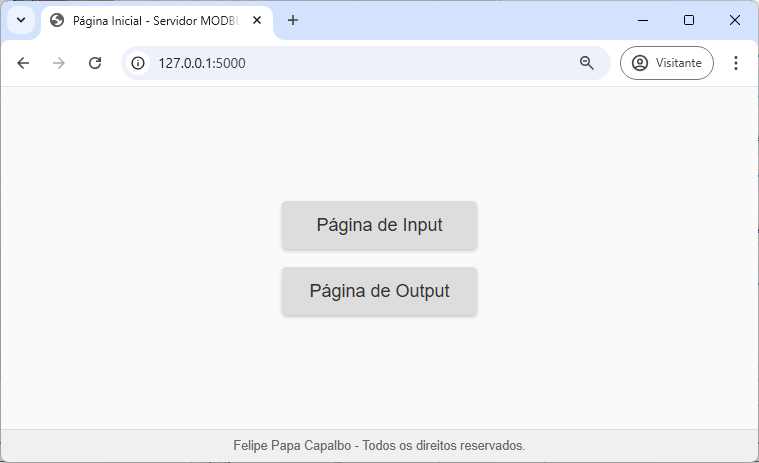 Página Inicial - Servidor MODBU
127.0.0.1:5000
Visitante
Página de Input
Página de Output
Felipe Papa Capalbo - Todos os direitos reservados.